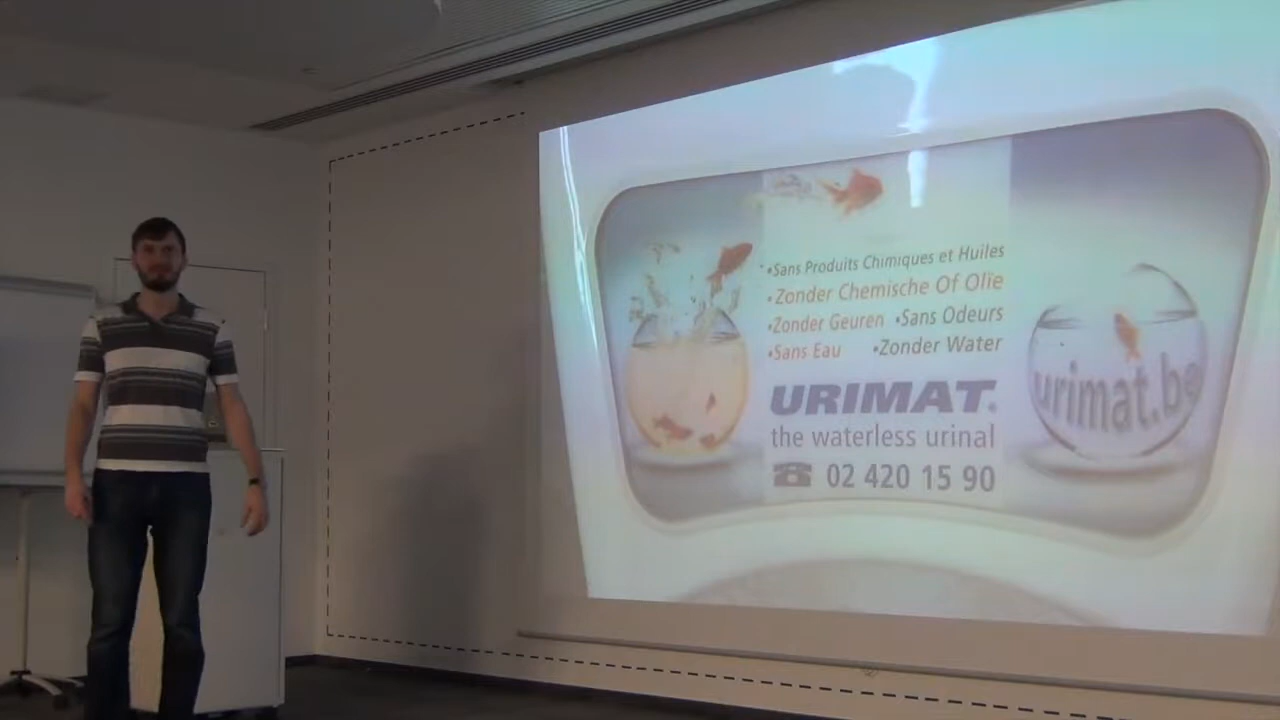 •Sans Produits Chimiques et Huiles
•Zonder Chemische Of Olïe
•Zonder Geuren •Sans Odeurs
•Sans Eau •Zonder Water
URIMAT.
the waterless urinal
☎ 02 420 15 90
urimat.be